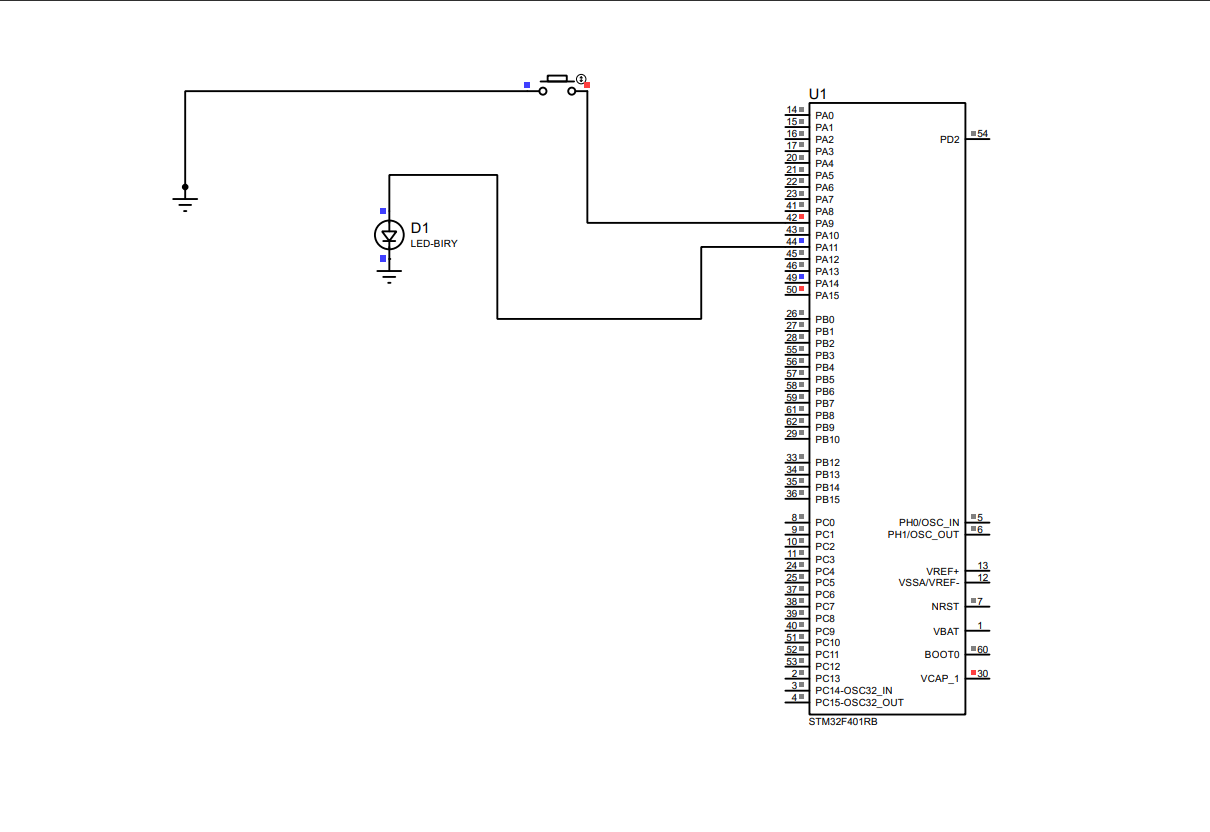 U1
14 PA0
15 PA1
16 PA2 PD2 54
17 PA3
20 PA4
21 PA5
22 PA6
23 PA7
41 PA8
42 PA9
43 PA10
44 PA11
45 PA12
46 PA13
49 PA14
50 PA15
D1
LED-BIRY
26 PB0
27 PB1
28 PB2
55 PB3
56 PB4
57 PB5
58 PB6
59 PB7
61 PB8
62 PB9
29 PB10
33 PB12
34 PB13
35 PB14
36 PB15
8 PC0 PH0/OSC_IN 5
9 PC1 PH1/OSC_OUT 6
10 PC2
11 PC3
24 PC4 VREF+ 13
25 PC5 VSSA/VREF- 12
37 PC6
38 PC7 NRST 7
39 PC8
40 PC9 VBAT 1
51 PC10
52 PC11 BOOT0 60
53 PC12
2 PC13 VCAP_1 30
3 PC14-OSC32_IN
4 PC15-OSC32_OUT
STM32F401RB